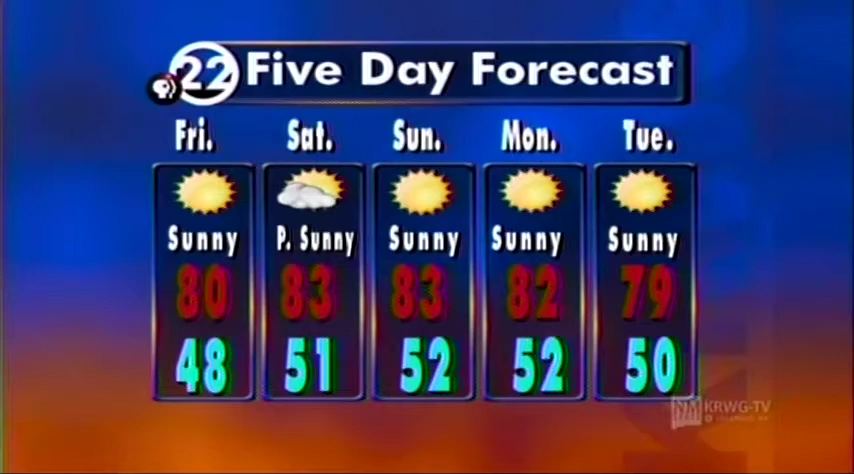 22 Five Day Forecast
Fri. Sat. Sun. Mon. Tue.
Sunny P. Sunny Sunny Sunny Sunny
80 83 83 82 79
48 51 52 52 50
NM KRWG-TV